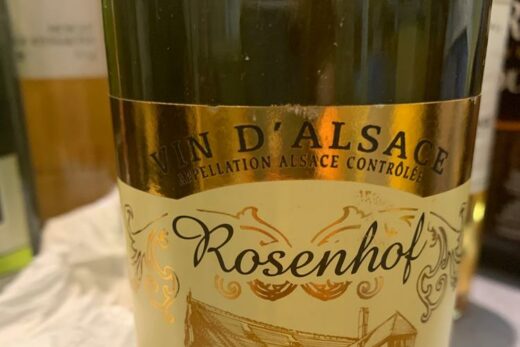 VIN D'ALSACE
APPELLATION ALSACE CONTRÔLÉE
Rosenhof